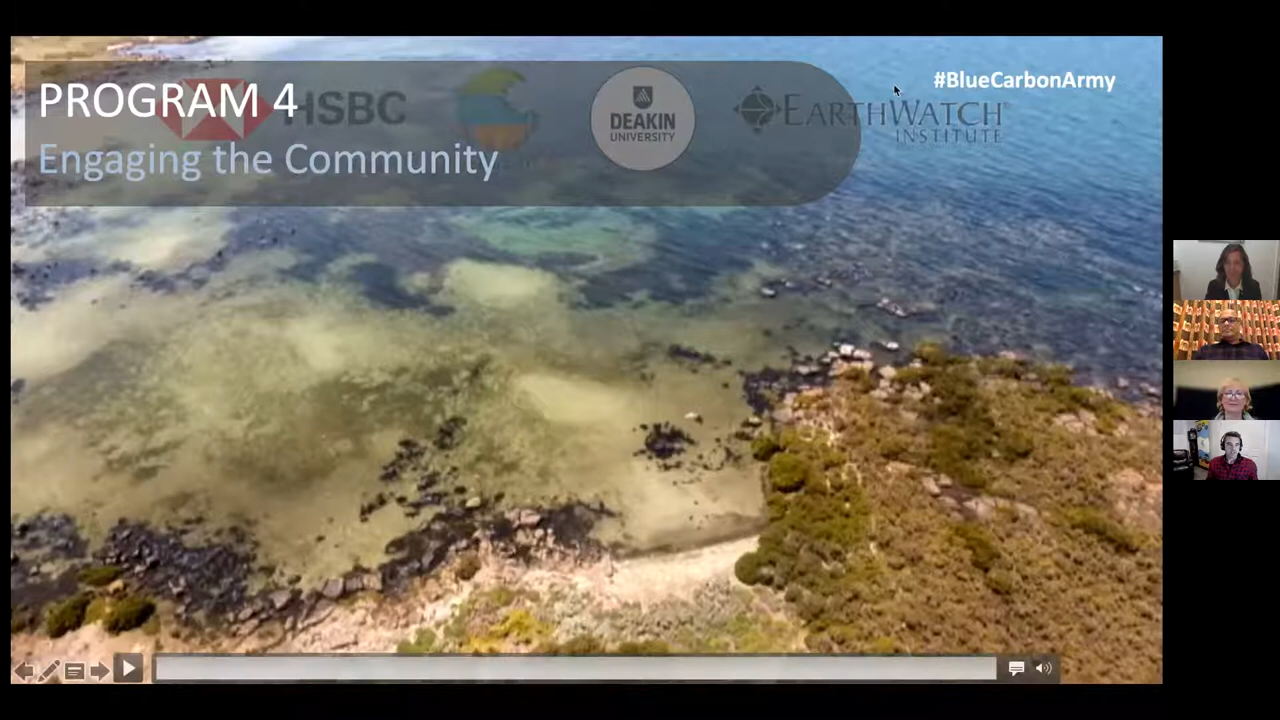 PROGRAM 4
Engaging the Community
HSBC
DEAKIN
UNIVERSITY
EARTHWATCH
INSTITUTE
#BlueCarbonArmy